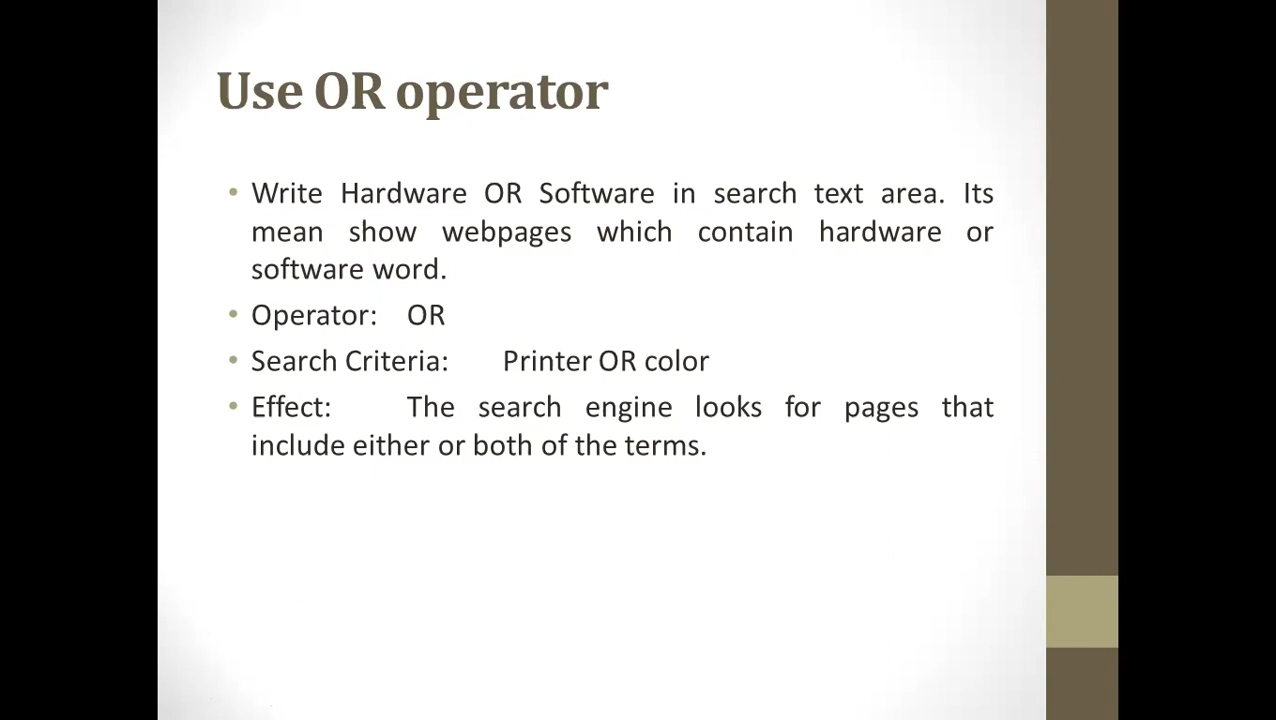 Use OR operator
• Write Hardware OR Software in search text area. Its
mean show webpages which contain hardware or
software word.
• Operator: OR
• Search Criteria: Printer OR color
• Effect: The search engine looks for pages that
include either or both of the terms.